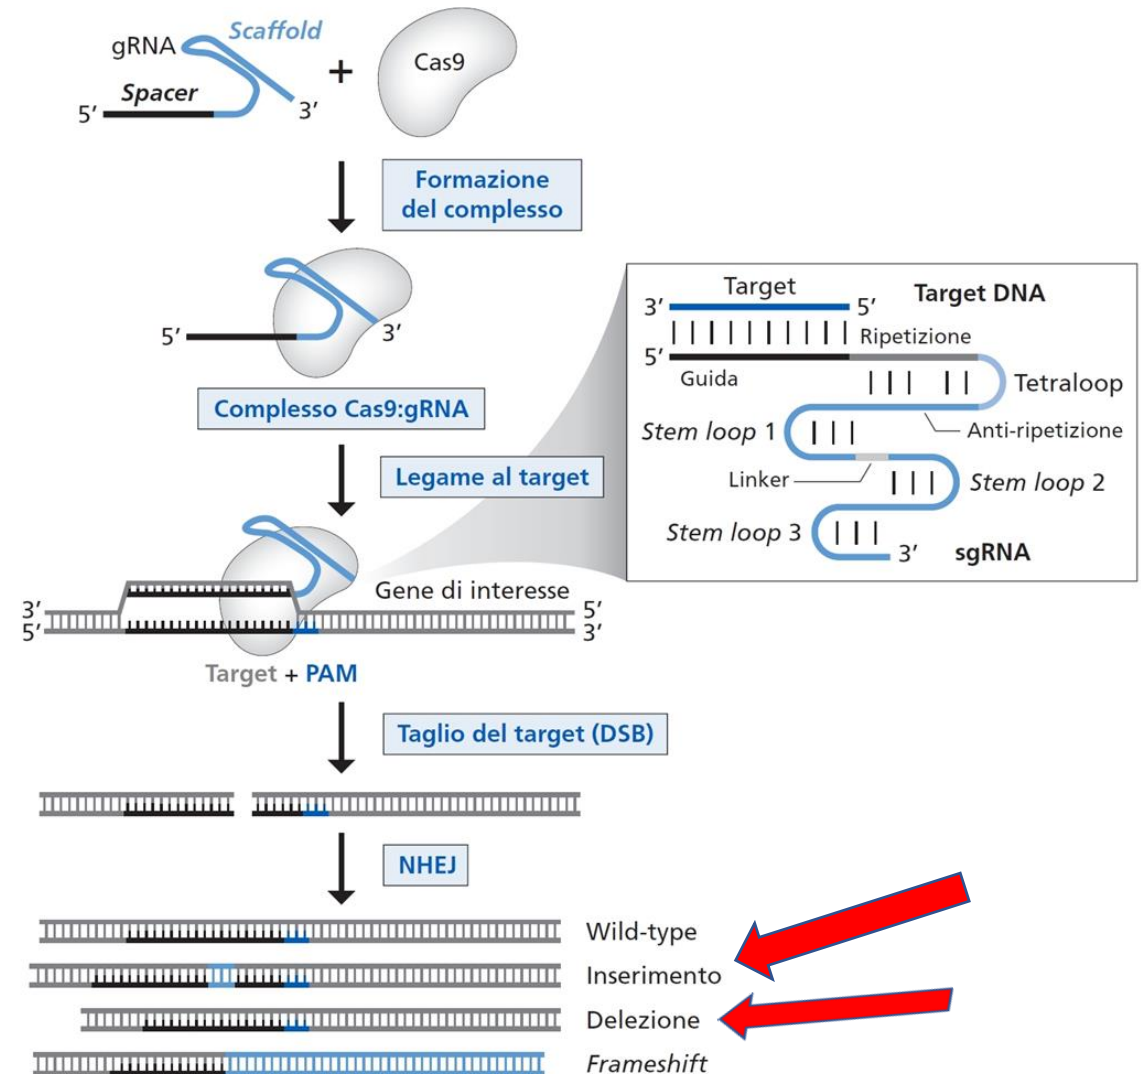 gRNA
Scaffold
Spacer
5’
3’
+
Cas9
Formazione
del complesso
5’
3’
Complesso Cas9:gRNA
Legame al target
Target
3’
5’
Target DNA
Ripetizione
5’
Guida
Tetraloop
Stem loop 1
Anti-ripetizione
Linker
Stem loop 2
Stem loop 3
3’
sgRNA
Gene di interesse
3’
5’
5’
3’
Target + PAM
Taglio del target (DSB)
NHEJ
Wild-type
Inserimento
Delezione
Frameshift